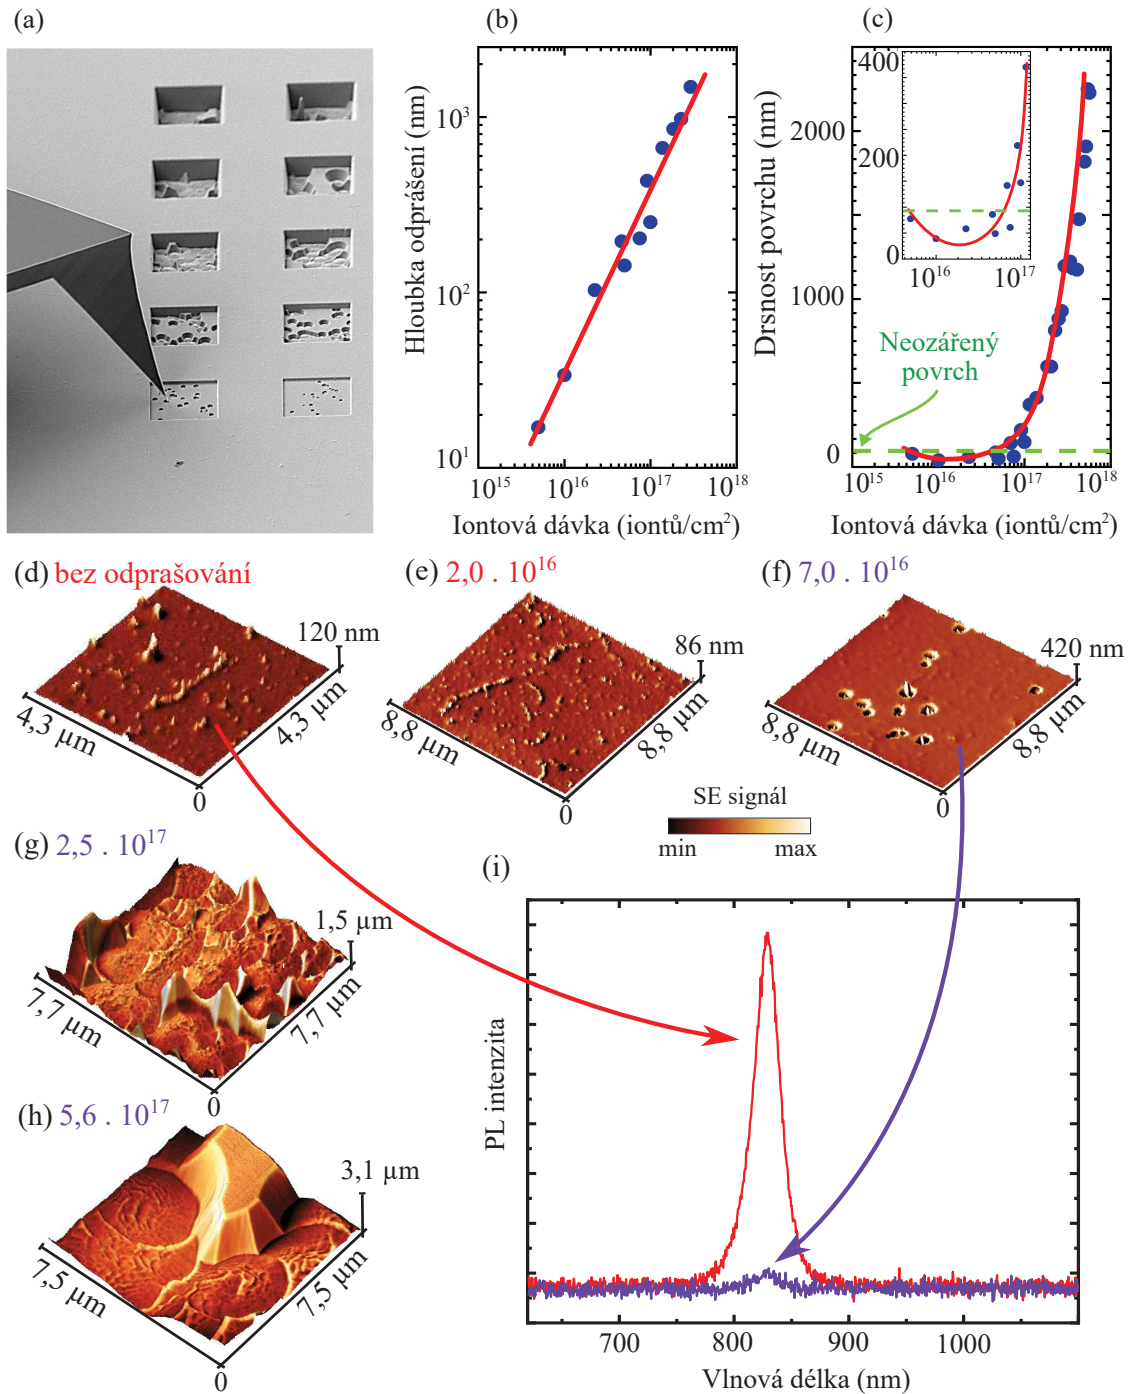 (a)
(b)
10³
10²
10¹
Hloubka odprášení (nm)
10¹⁵ 10¹⁶ 10¹⁷ 10¹⁸
Iontová dávka (iontů/cm²)
(c)
400
200
0
10¹⁶ 10¹⁷
2000
1000
0
Drsnost povrchu (nm)
Neozářený
povrch
10¹⁵ 10¹⁶ 10¹⁷ 10¹⁸
Iontová dávka (iontů/cm²)
(d) bez odprašování
120 nm
4,3 µm
4,3 µm
0
(e) 2,0 . 10¹⁶
86 nm
8,8 µm
8,8 µm
0
(f) 7,0 . 10¹⁶
420 nm
8,8 µm
8,8 µm
0
SE signál
min max
(g) 2,5 . 10¹⁷
1,5 µm
7,7 µm
7,7 µm
0
(h) 5,6 . 10¹⁷
3,1 µm
7,5 µm
7,5 µm
0
(i)
PL intenzita
700 800 900 1000
Vlnová délka (nm)